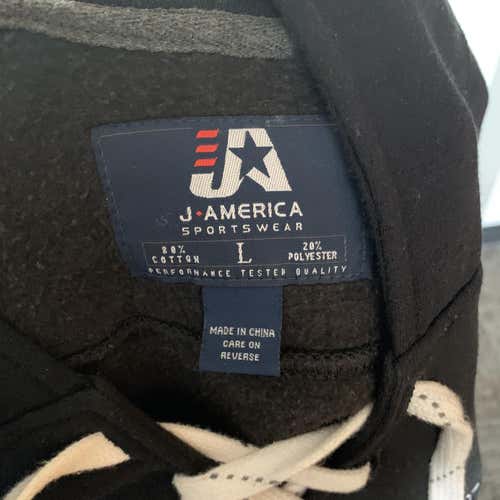 JA
J·AMERICA
SPORTSWEAR
80% COTTON L 20% POLYESTER
PERFORMANCE TESTED QUALITY
MADE IN CHINA
CARE ON
REVERSE